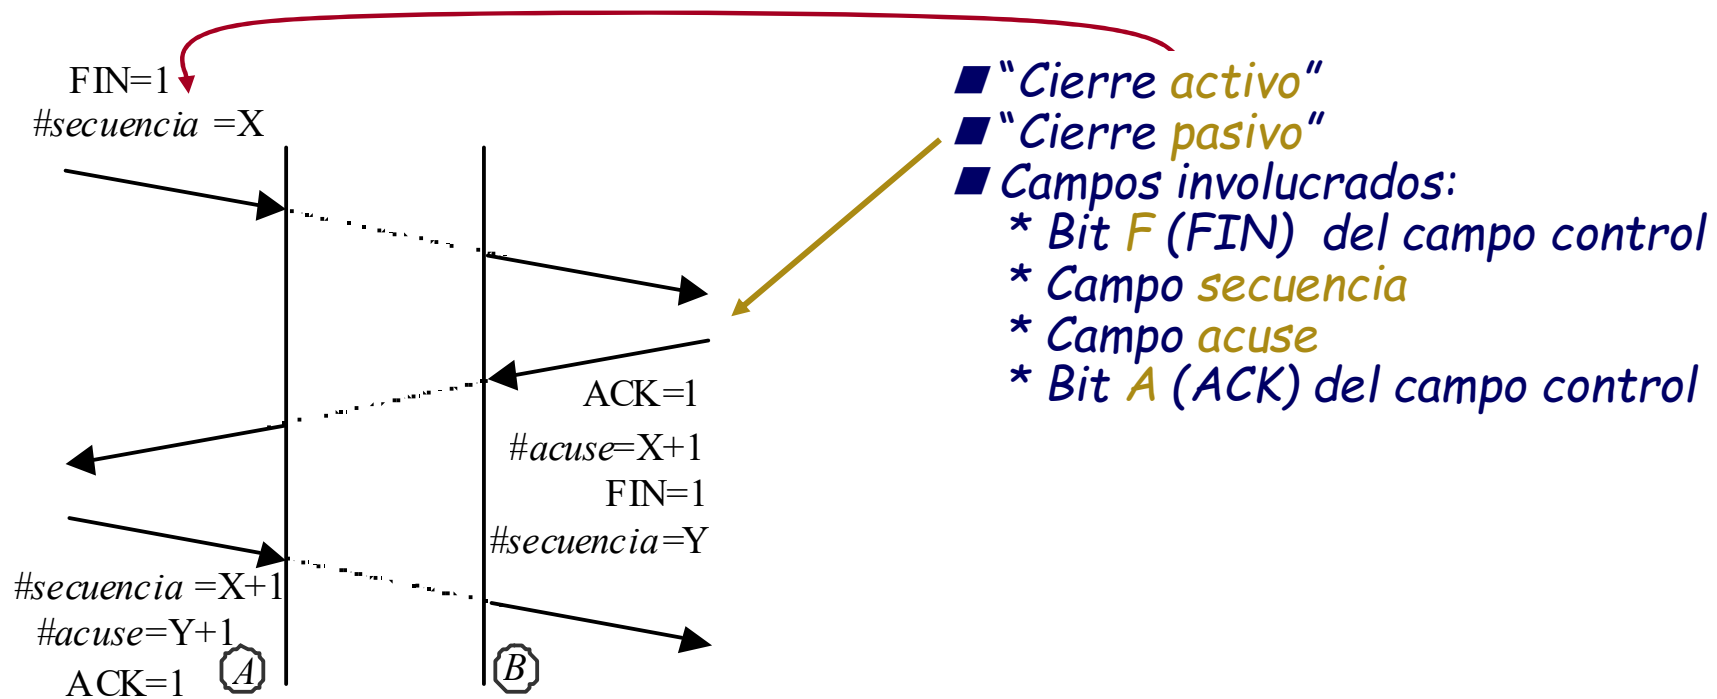 FIN=1
#secuencia =X
ACK=1
#acuse=X+1
FIN=1
#secuencia=Y
#secuencia =X+1
#acuse=Y+1
ACK=1
A
B
"Cierre activo"
"Cierre pasivo"
Campos involucrados:
* Bit F (FIN) del campo control
* Campo secuencia
* Campo acuse
* Bit A (ACK) del campo control